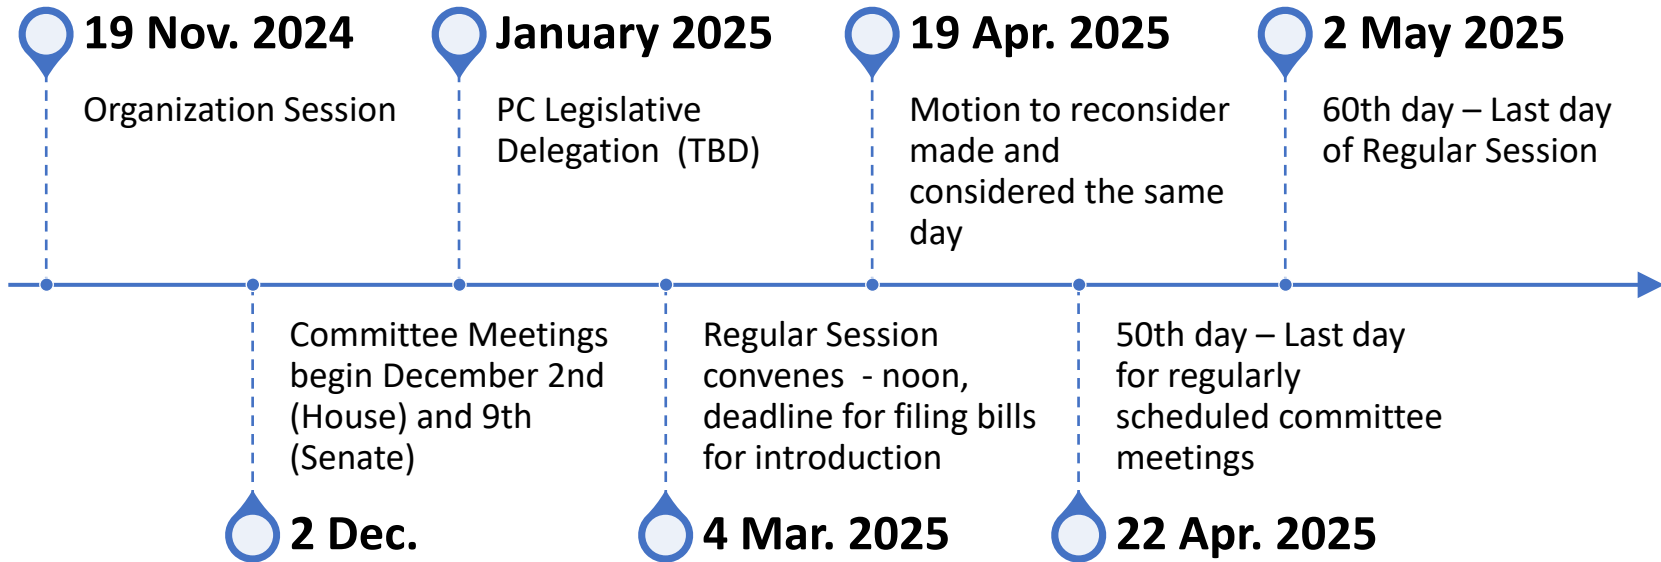 19 Nov. 2024
Organization Session
January 2025
PC Legislative
Delegation  (TBD)
19 Apr. 2025
Motion to reconsider
made and
considered the same
day
2 May 2025
60th day – Last day
of Regular Session
Committee Meetings
begin December 2nd
(House) and 9th
(Senate)
2 Dec.
Regular Session
convenes  - noon,
deadline for filing bills
for introduction
4 Mar. 2025
50th day – Last day
for regularly
scheduled committee
meetings
22 Apr. 2025